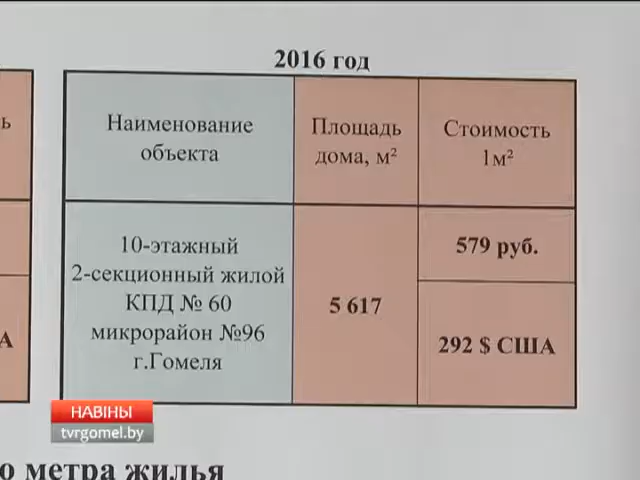 2016 год
ь
Наименование
объекта
Площадь
дома, м²
Стоимость
1м²
10-этажный
2-секционный жилой
КПД № 60
микрорайон №96
г.Гомеля
5 617
579 руб.
292 $ США
А
НАВІНЫ
tvrgomel.by
о метра жилья